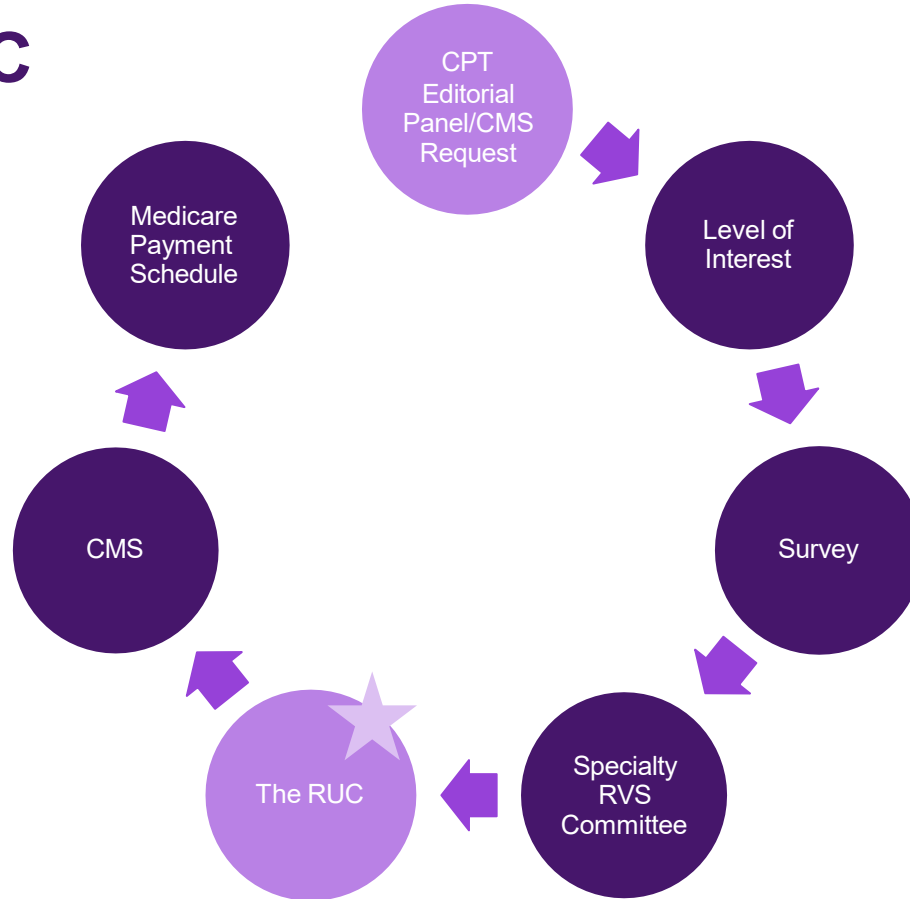 C
CPT
Editorial
Panel/CMS
Request
Level of
Interest
Survey
Specialty
RVS
Committee
The RUC
CMS
Medicare
Payment
Schedule